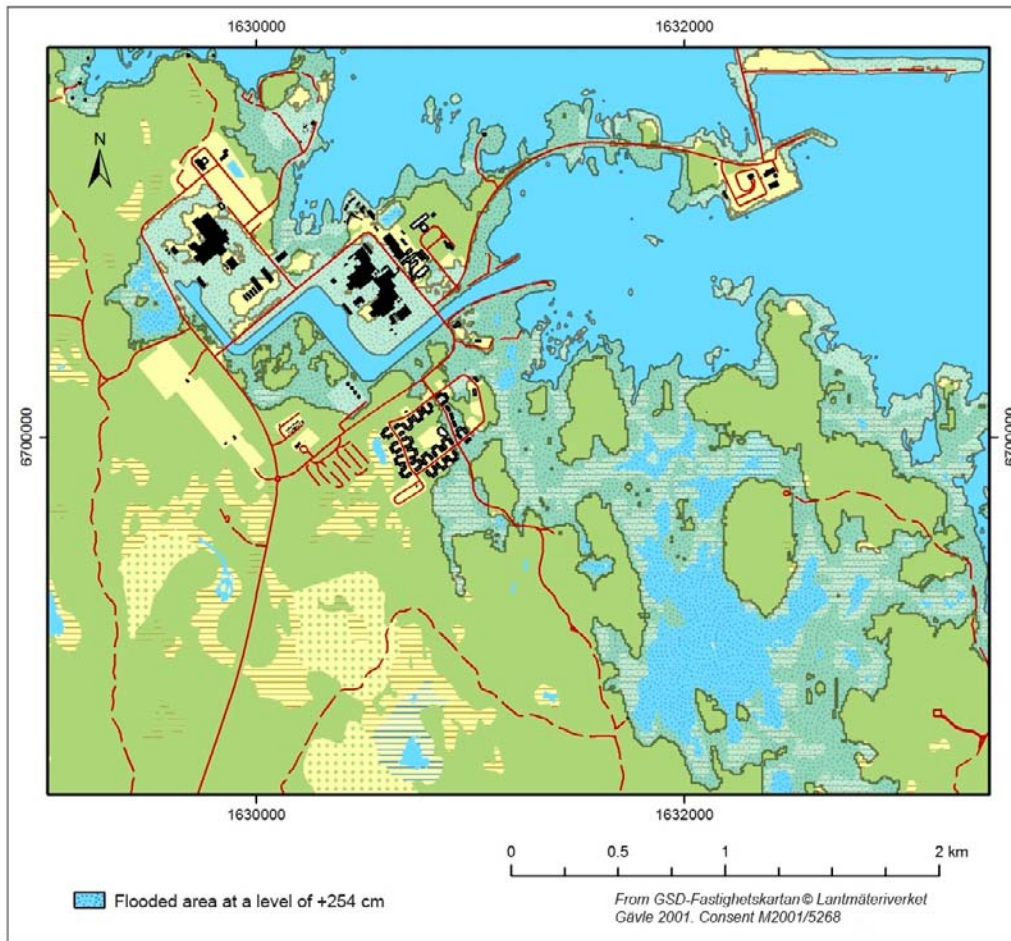 1630000 1632000
N
6700000 6700000
1630000 1632000
0 0.5 1 2 km
Flooded area at a level of +254 cm
From GSD-Fastighetskartan © Lantmäteriverket
Gävle 2001. Consent M2001/5268